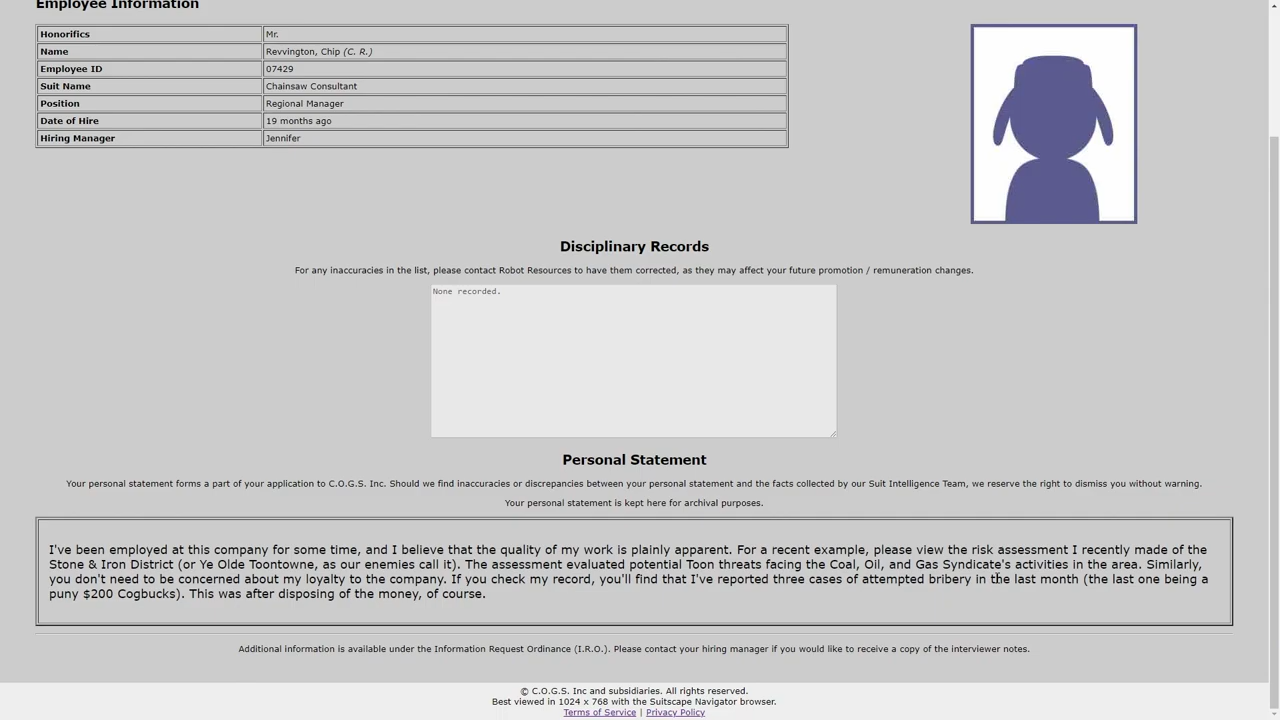 Employee Information
Honorifics Mr.
Name Revvington, Chip (C. R.)
Employee ID 07429
Suit Name Chainsaw Consultant
Position Regional Manager
Date of Hire 19 months ago
Hiring Manager Jennifer
Disciplinary Records
For any inaccuracies in the list, please contact Robot Resources to have them corrected, as they may affect your future promotion / remuneration changes.
None recorded.
Personal Statement
Your personal statement forms a part of your application to C.O.G.S. Inc. Should we find inaccuracies or discrepancies between your personal statement and the facts collected by our Suit Intelligence Team, we reserve the right to dismiss you without warning.
Your personal statement is kept here for archival purposes.
I've been employed at this company for some time, and I believe that the quality of my work is plainly apparent. For a recent example, please view the risk assessment I recently made of the
Stone & Iron District (or Ye Olde Toontowne, as our enemies call it). The assessment evaluated potential Toon threats facing the Coal, Oil, and Gas Syndicate's activities in the area. Similarly,
you don't need to be concerned about my loyalty to the company. If you check my record, you'll find that I've reported three cases of attempted bribery in the last month (the last one being a
puny $200 Cogbucks). This was after disposing of the money, of course.
Additional information is available under the Information Request Ordinance (I.R.O.). Please contact your hiring manager if you would like to receive a copy of the interviewer notes.
© C.O.G.S. Inc and subsidiaries. All rights reserved.
Best viewed in 1024 x 768 with the Suitscape Navigator browser.
Terms of Service | Privacy Policy